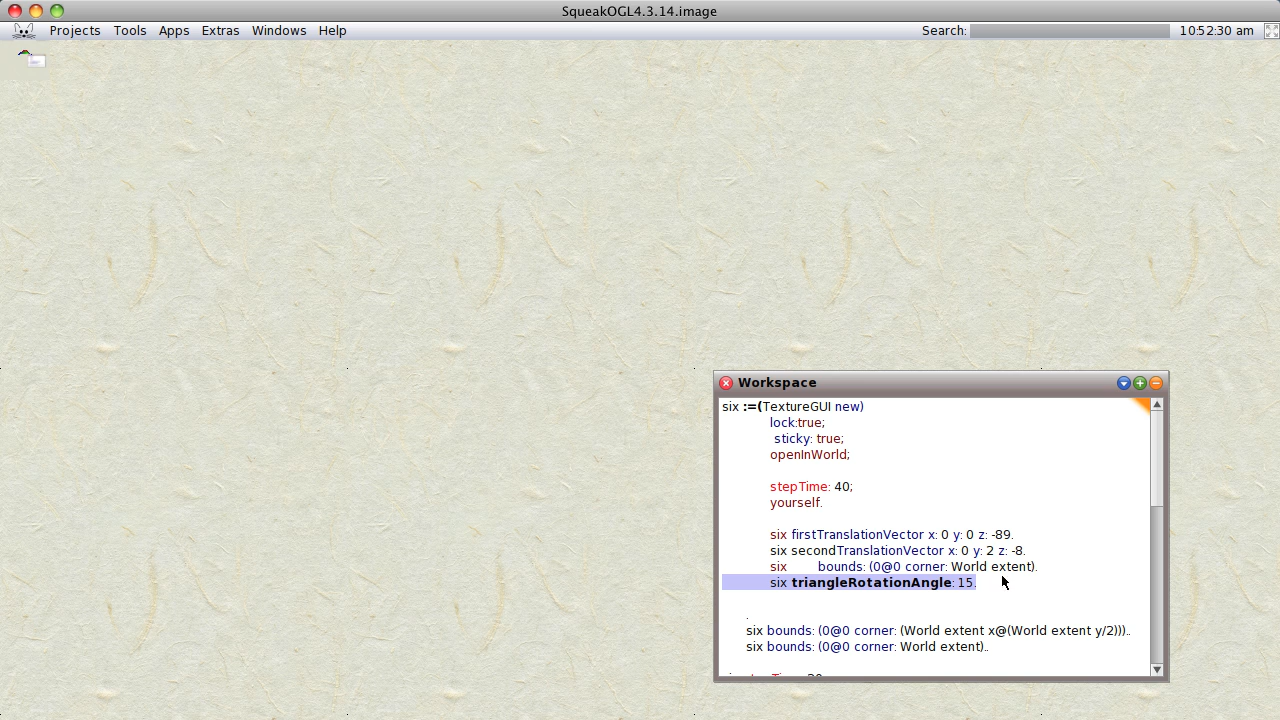 SqueakOGL4.3.14.image
Projects Tools Apps Extras Windows Help Search: 10:52:30 am
Workspace
six :=(TextureGUI new)
lock:true;
sticky: true;
openInWorld;
stepTime: 40;
yourself.
six firstTranslationVector x: 0 y: 0 z: -89.
six secondTranslationVector x: 0 y: 2 z: -8.
six bounds: (0@0 corner: World extent).
six triangleRotationAngle: 15.
.
six bounds: (0@0 corner: (World extent x@(World extent y/2)))..
six bounds: (0@0 corner: World extent)..